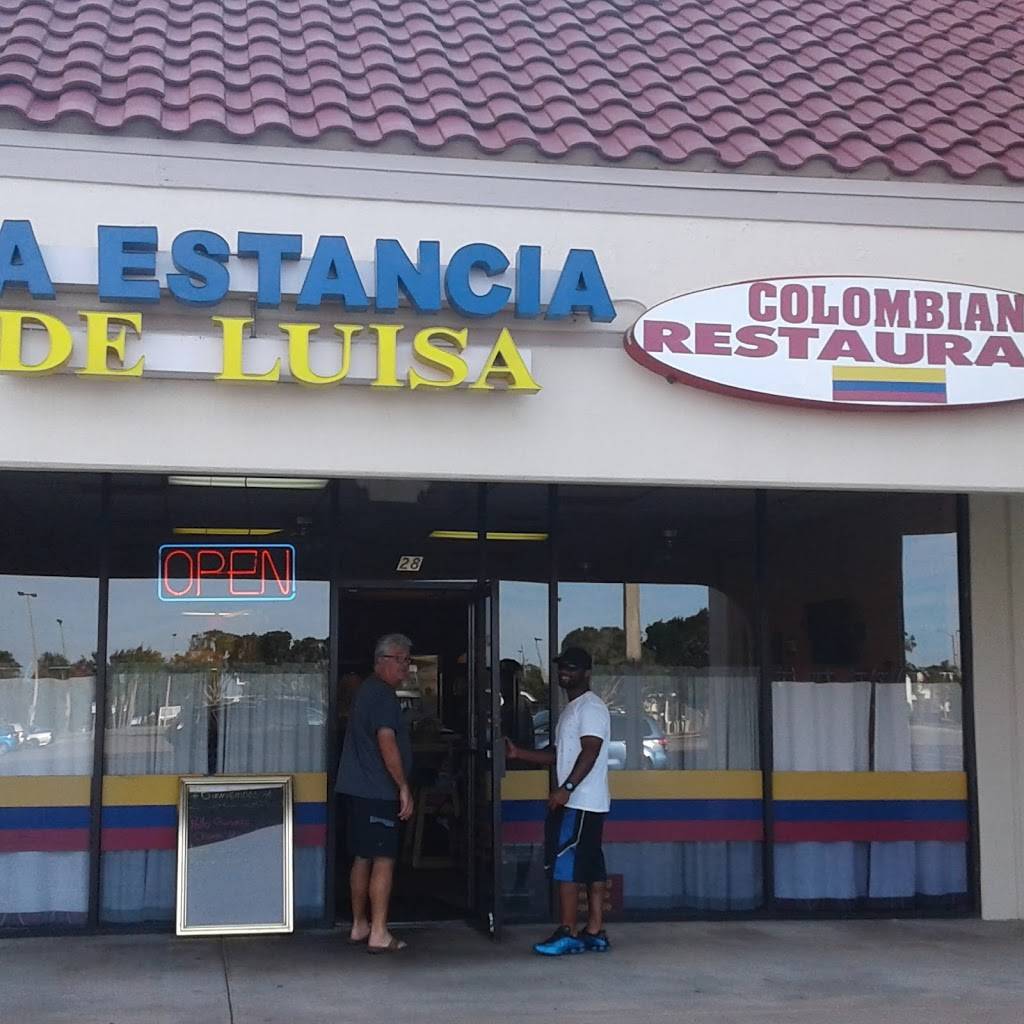 A ESTANCIA
DE LUISA
COLOMBIAN
RESTAURA
OPEN
28